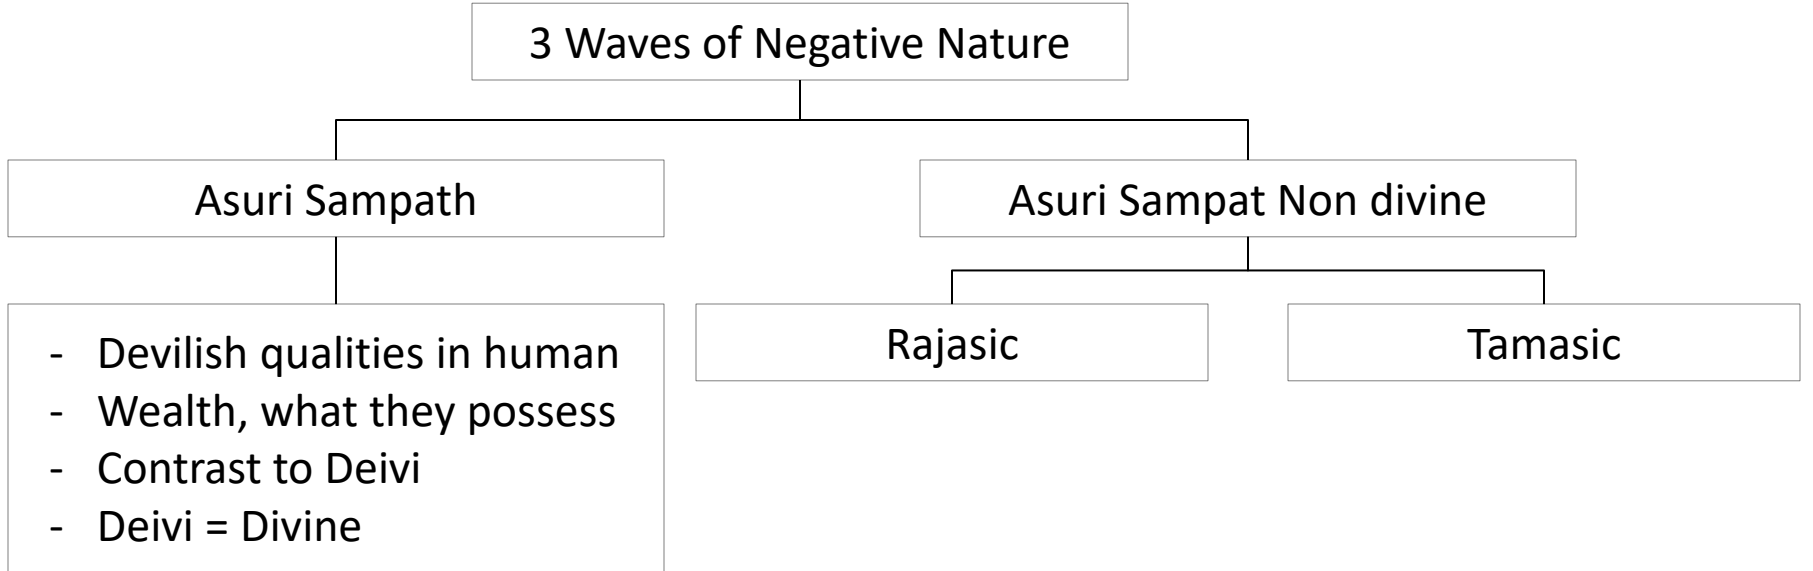 3 Waves of Negative Nature
Asuri Sampath
Asuri Sampat Non divine
- Devilish qualities in human
- Wealth, what they possess
- Contrast to Deivi
- Deivi = Divine
Rajasic
Tamasic